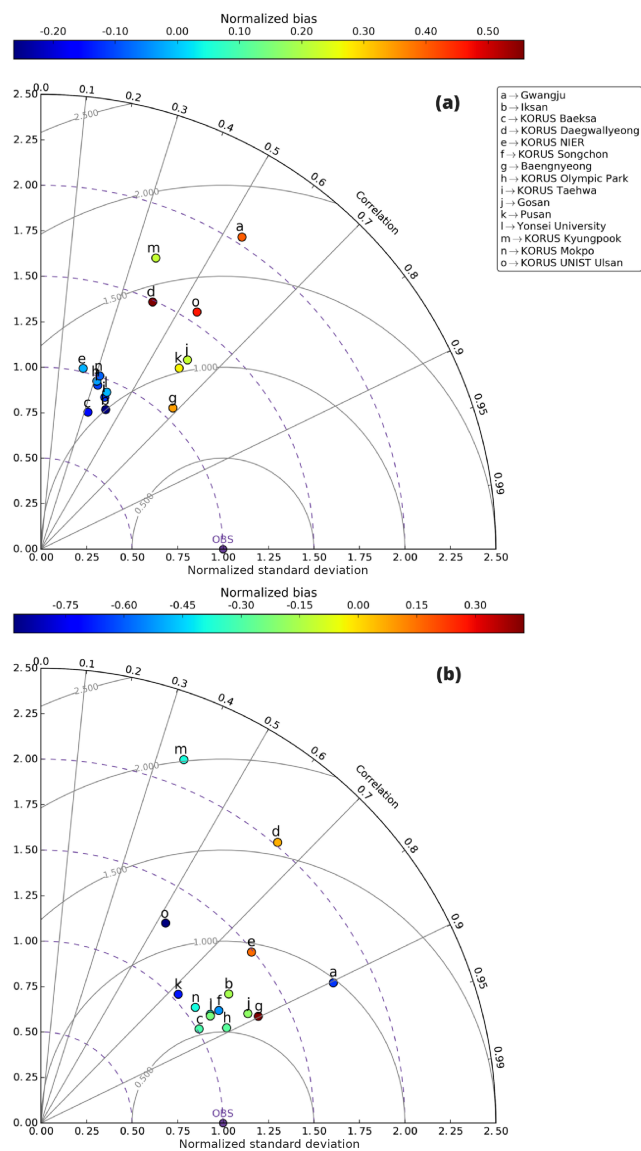 Normalized bias
-0.20 -0.10 0.00 0.10 0.20 0.30 0.40 0.50
(a)
a→Gwangju
b→Iksan
c→KORUS Baeksa
d→KORUS Daegwallyeong
e→KORUS NIER
f→KORUS Songchon
g→Baengnyeong
h→KORUS Olympic Park
i→KORUS Taehwa
j→Gosan
k→Pusan
l→Yonsei University
m→KORUS Kyungpook
n→KORUS Mokpo
o→KORUS UNIST Ulsan
0.0 0.1 0.2 0.3 0.4 0.5 0.6 0.7 0.8 0.9 0.95 0.99
Correlation
2.50
2.25
2.00
1.75
1.50
1.25
1.00
0.75
0.50
0.25
0.00
2.500
2.000
1.500
1.000
0.500
a
m
d
o
j
k
e
n
h
c
g
OBS
0.00 0.25 0.50 0.75 1.00 1.25 1.50 1.75 2.00 2.25 2.50
Normalized standard deviation
Normalized bias
-0.75 -0.60 -0.45 -0.30 -0.15 0.00 0.15 0.30
(b)
0.0 0.1 0.2 0.3 0.4 0.5 0.6 0.7 0.8 0.9 0.95 0.99
Correlation
2.50
2.25
2.00
1.75
1.50
1.25
1.00
0.75
0.50
0.25
0.00
2.500
2.000
1.500
1.000
0.500
m
d
o
e
a
k
b
n
l
f
j
g
c
h
OBS
0.00 0.25 0.50 0.75 1.00 1.25 1.50 1.75 2.00 2.25 2.50
Normalized standard deviation